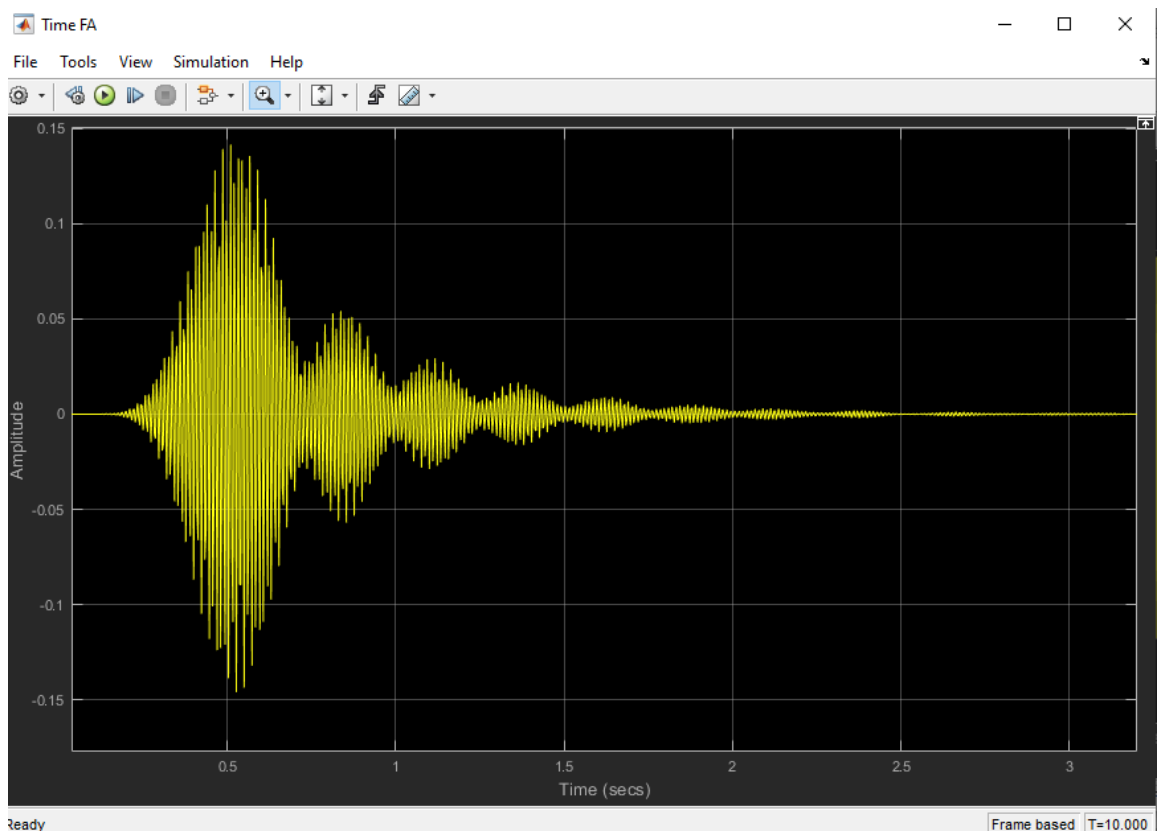 Time FA
File Tools View Simulation Help
0.15
0.1
0.05
0
-0.05
-0.1
-0.15
Amplitude
0.5 1 1.5 2 2.5 3
Time (secs)
Ready Frame based T=10.000